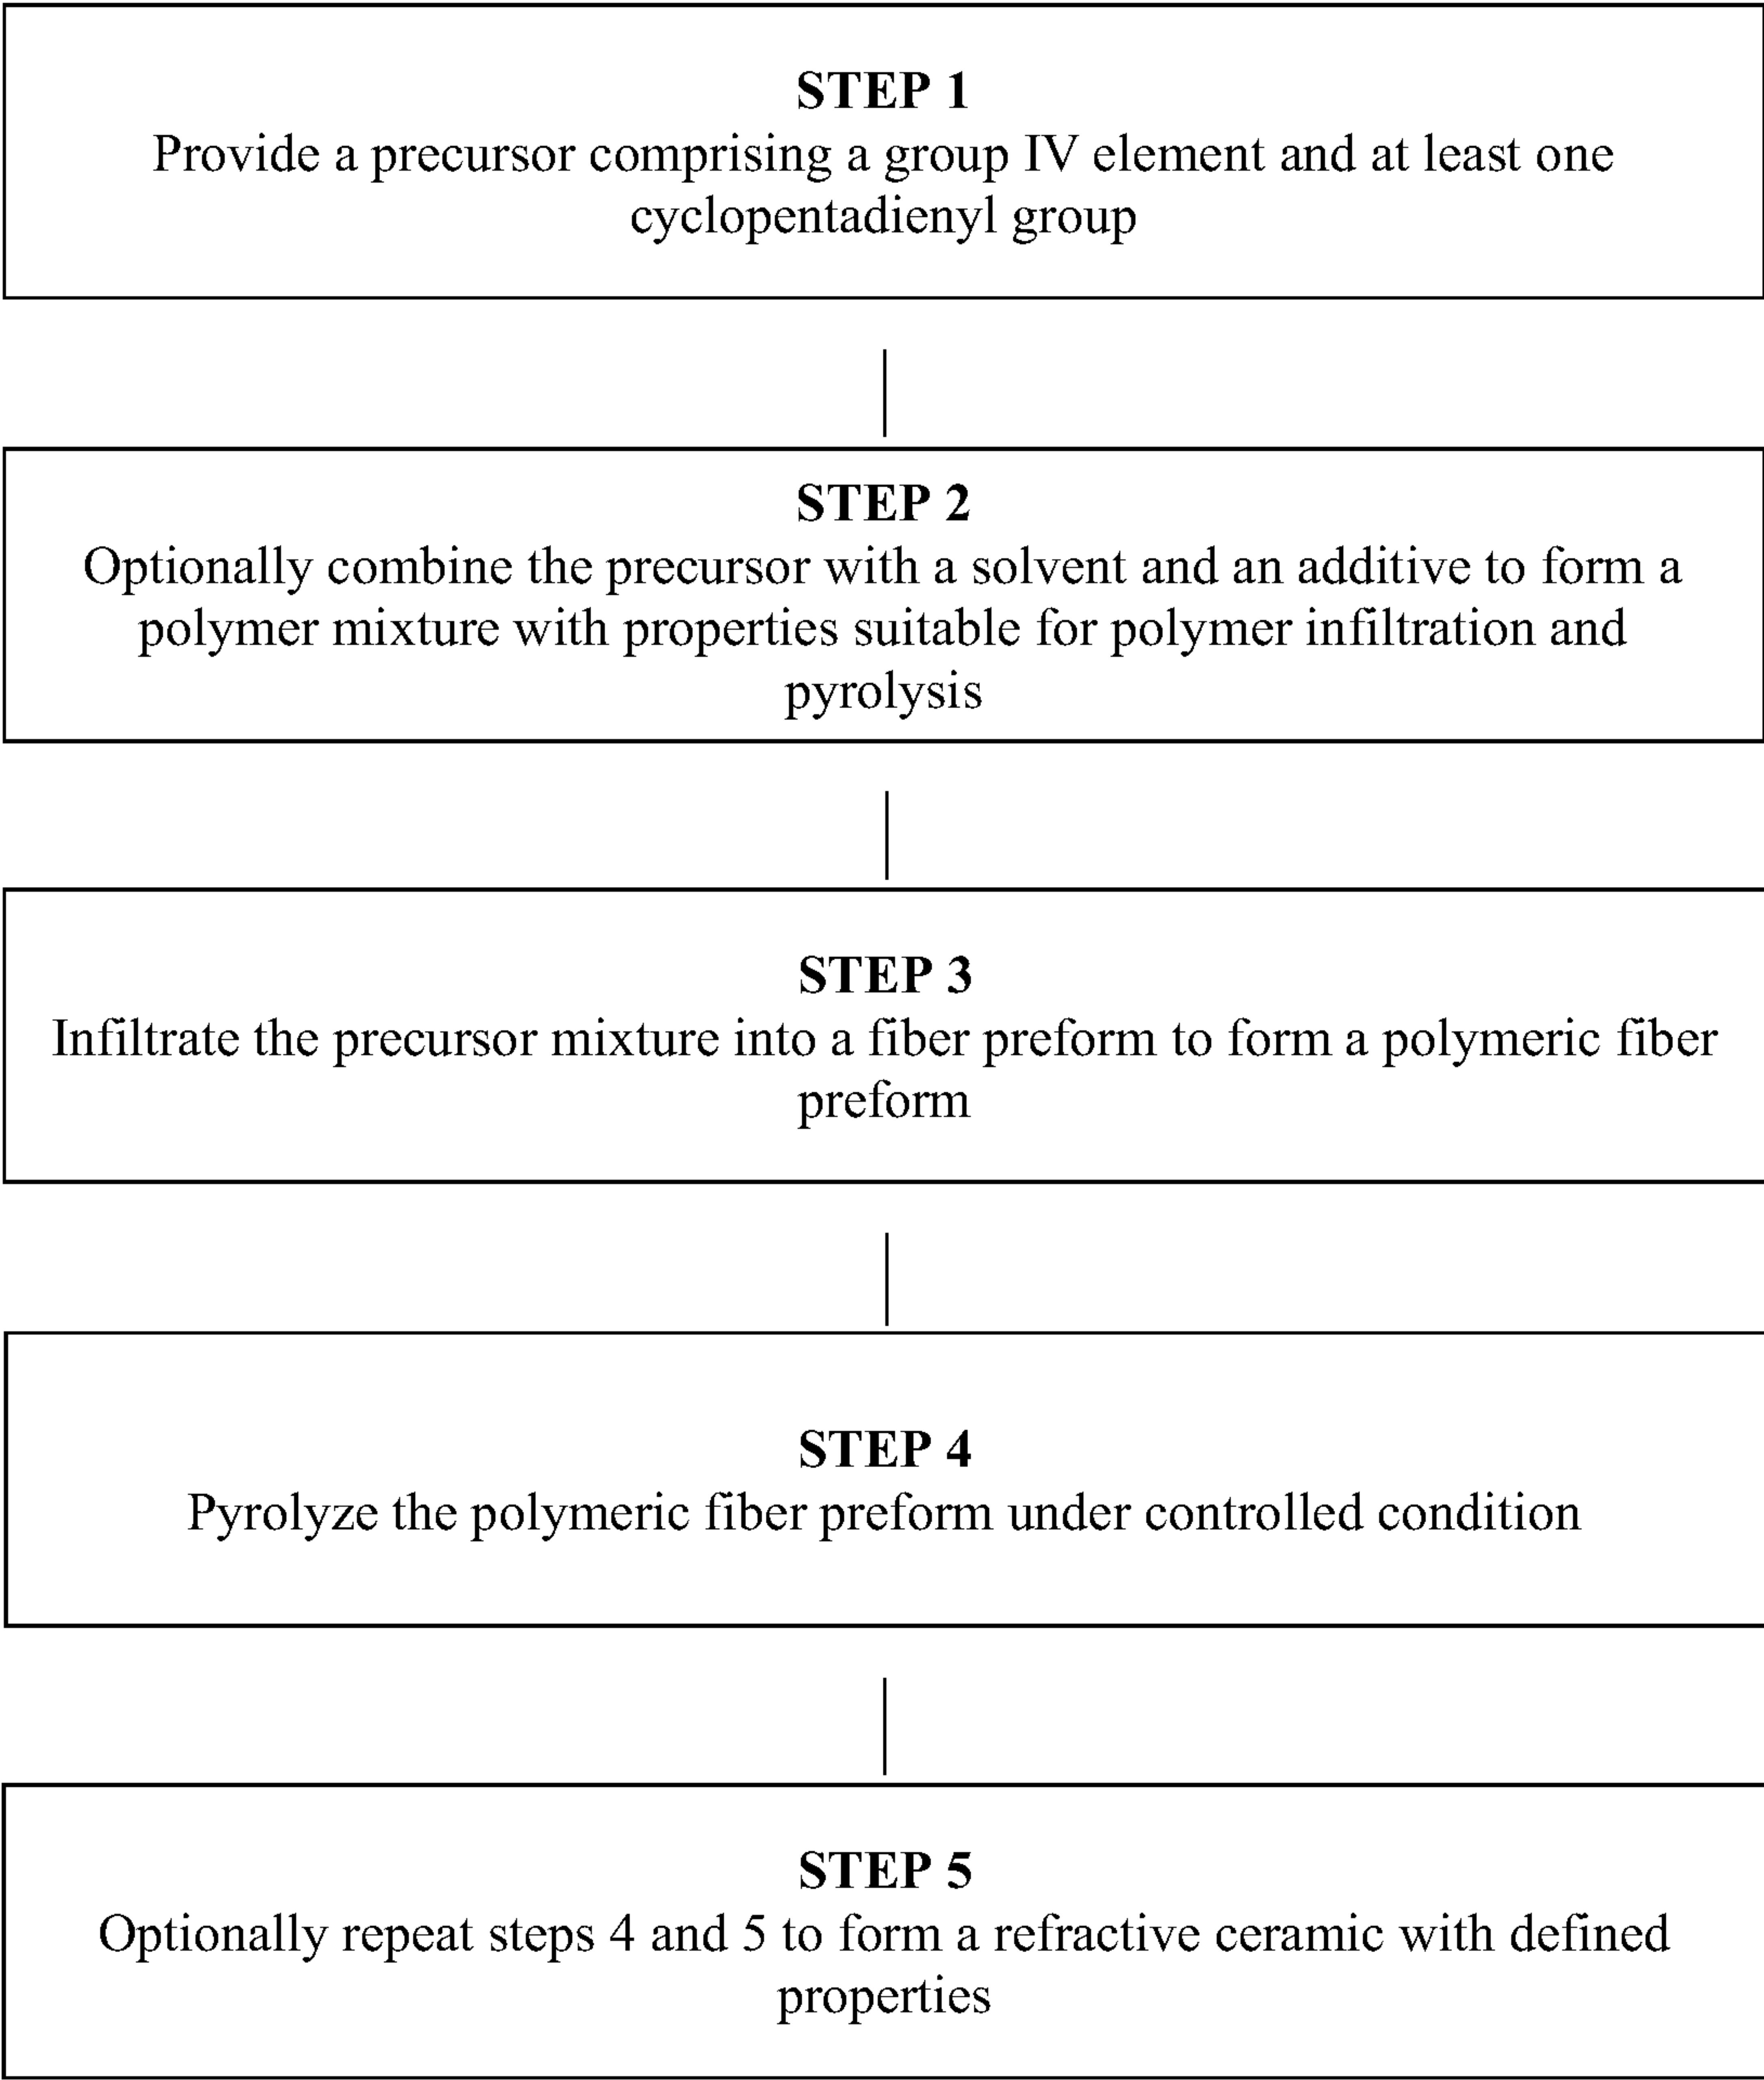 STEP 1
Provide a precursor comprising a group IV element and at least one
cyclopentadienyl group
STEP 2
Optionally combine the precursor with a solvent and an additive to form a
polymer mixture with properties suitable for polymer infiltration and
pyrolysis
STEP 3
Infiltrate the precursor mixture into a fiber preform to form a polymeric fiber
preform
STEP 4
Pyrolyze the polymeric fiber preform under controlled condition
STEP 5
Optionally repeat steps 4 and 5 to form a refractive ceramic with defined
properties